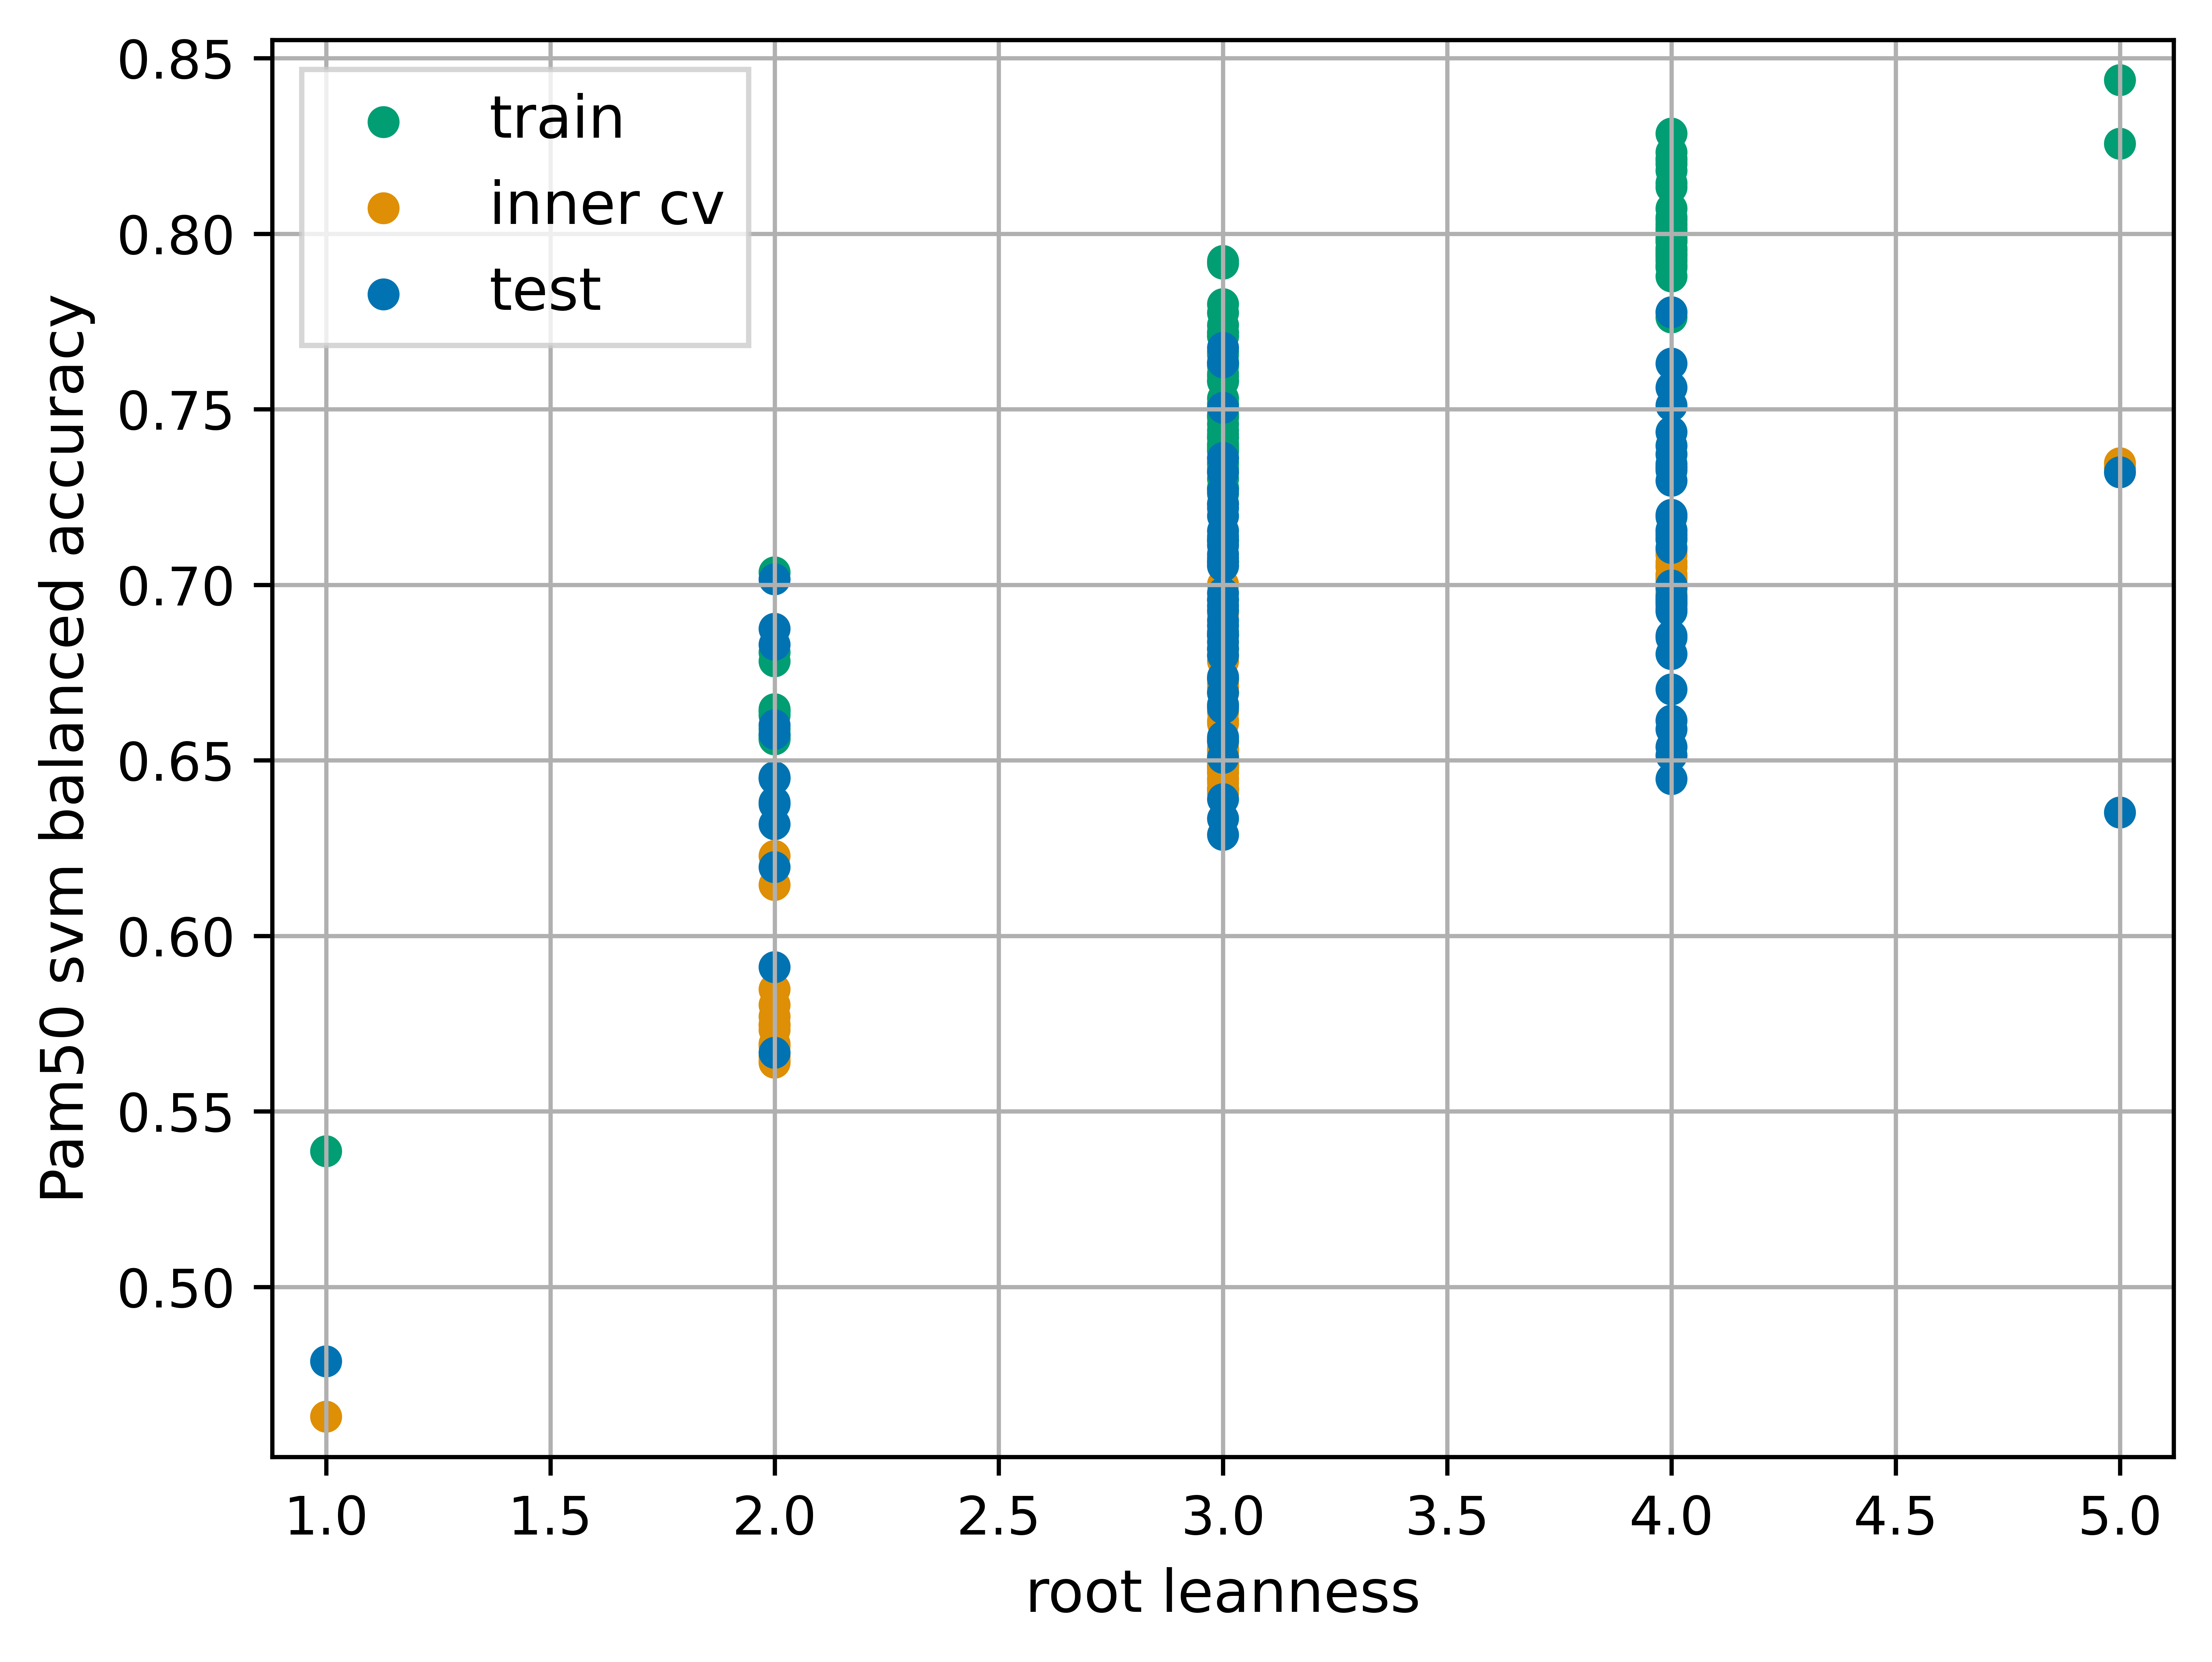 0.85
0.80
0.75
0.70
0.65
0.60
0.55
0.50
Pam50 svm balanced accuracy
train
inner cv
test
1.0 1.5 2.0 2.5 3.0 3.5 4.0 4.5 5.0
root leanness